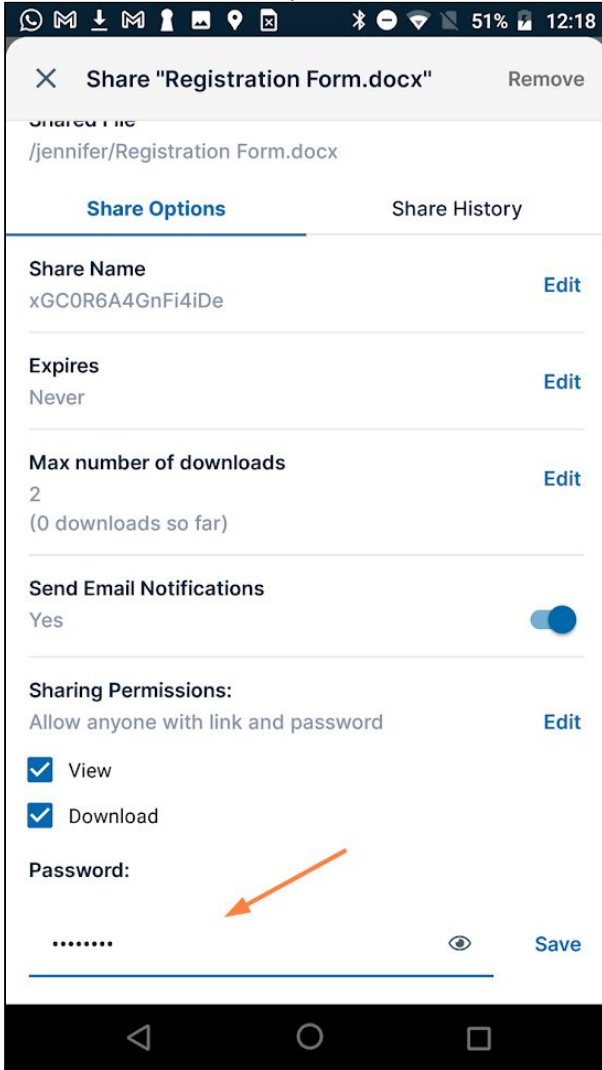 51% 12:18
Share "Registration Form.docx" Remove
Shared File
/jennifer/Registration Form.docx
Share Options Share History
Share Name
Edit
xGC0R6A4GnFi4iDe
Expires
Edit
Never
Max number of downloads
Edit
2
(0 downloads so far)
Send Email Notifications
Yes
Sharing Permissions:
Allow anyone with link and password Edit
View
Download
Password:
•••••••• Save